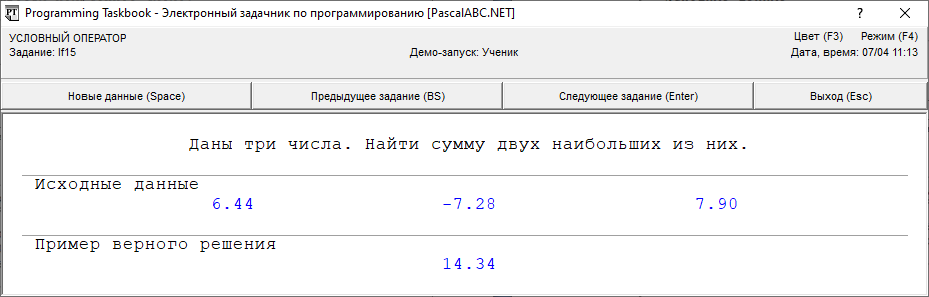 Programming Taskbook - Электронный задачник по программированию [PascalABC.NET]
УСЛОВНЫЙ ОПЕРАТОР Цвет (F3) Режим (F4)
Задание: If15 Демо-запуск: Ученик Дата, время: 07/04 11:13
Новые данные (Space) Предыдущее задание (BS) Следующее задание (Enter) Выход (Esc)
Даны три числа. Найти сумму двух наибольших из них.
Исходные данные
6.44 -7.28 7.90
Пример верного решения
14.34